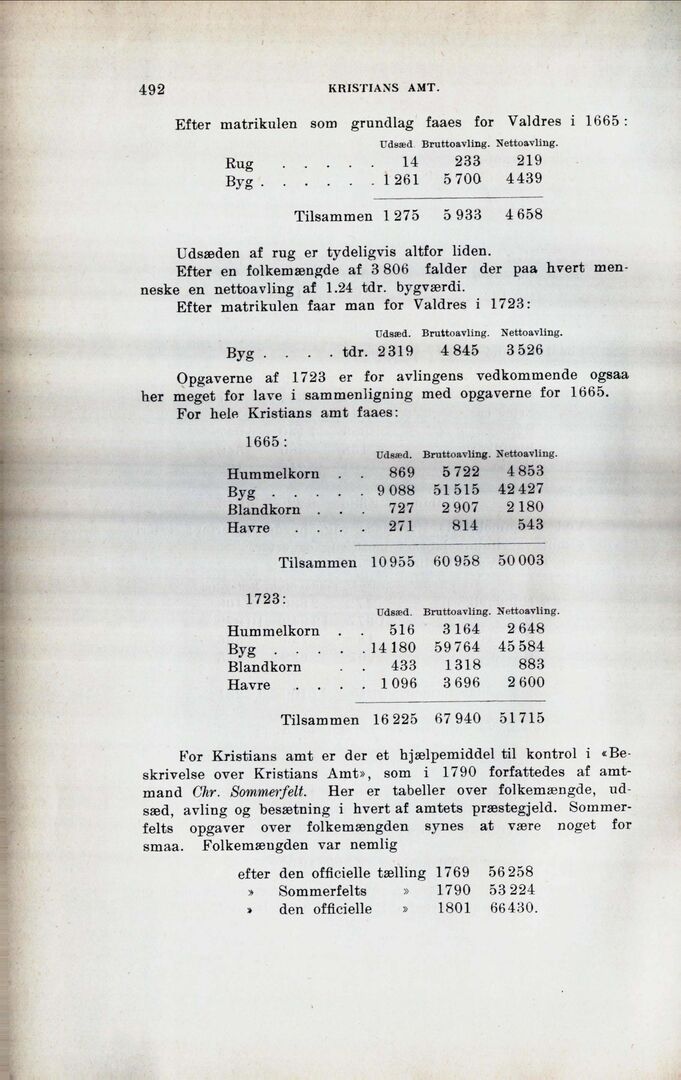 492 KRISTIANS AMT.
Efter matrikulen som grundlag faaes for Valdres i 1665:
Udsæd. Bruttoavling. Nettoavling.
Rug . . . . . 14 233 219
Byg . . . . . . 1 261 5 700 4 439
Tilsammen 1 275 5 933 4 658
Udsæden af rug er tydeligvis altfor liden.
Efter en folkemængde af 3 806 falder der paa hvert men-
neske en nettoavling af 1.24 tdr. bygværdi.
Efter matrikulen faar man for Valdres i 1723:
Udsæd. Bruttoavling. Nettoavling.
Byg . . . . tdr. 2 319 4 845 3 526
Opgaverne af 1723 er for avlingens vedkommende ogsaa
her meget for lave i sammenligning med opgaverne for 1665.
For hele Kristians amt faaes:
1665:
Udsæd. Bruttoavling. Nettoavling.
Hummelkorn . . 869 5 722 4 853
Byg . . . . . 9 088 51 515 42 427
Blandkorn . . . 727 2 907 2 180
Havre . . . . 271 814 543
Tilsammen 10 955 60 958 50 003
1723:
Udsæd. Bruttoavling. Nettoavling.
Hummelkorn . . 516 3 164 2 648
Byg . . . . . 14 180 59 764 45 584
Blandkorn . . 433 1 318 883
Havre . . . . 1 096 3 696 2 600
Tilsammen 16 225 67 940 51 715
For Kristians amt er der et hjælpemiddel til kontrol i «Be-
skrivelse over Kristians Amt», som i 1790 forfattedes af amt-
mand Chr. Sommerfelt. Her er tabeller over folkemængde, ud-
sæd, avling og besætning i hvert af amtets præstegjeld. Sommer-
felts opgaver over folkemængden synes at være noget for
smaa. Folkemængden var nemlig
efter den officielle tælling 1769 56 258
» Sommerfelts » 1790 53 224
» den officielle » 1801 66 430.